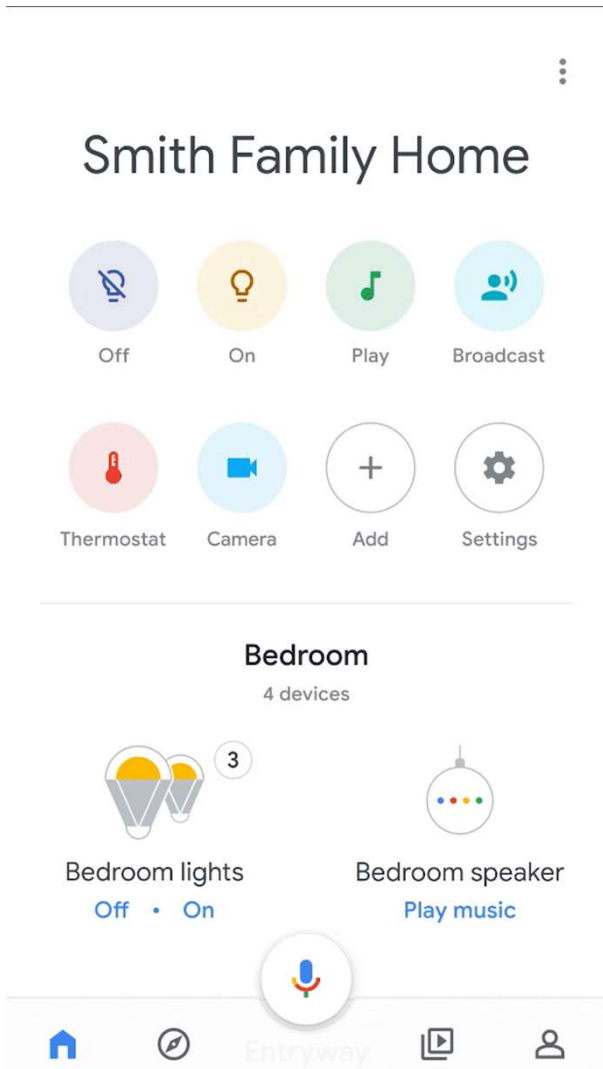 Smith Family Home
Off On Play Broadcast
Thermostat Camera Add Settings
Bedroom
4 devices
3
Bedroom lights Bedroom speaker
Off • On Play music
Entryway